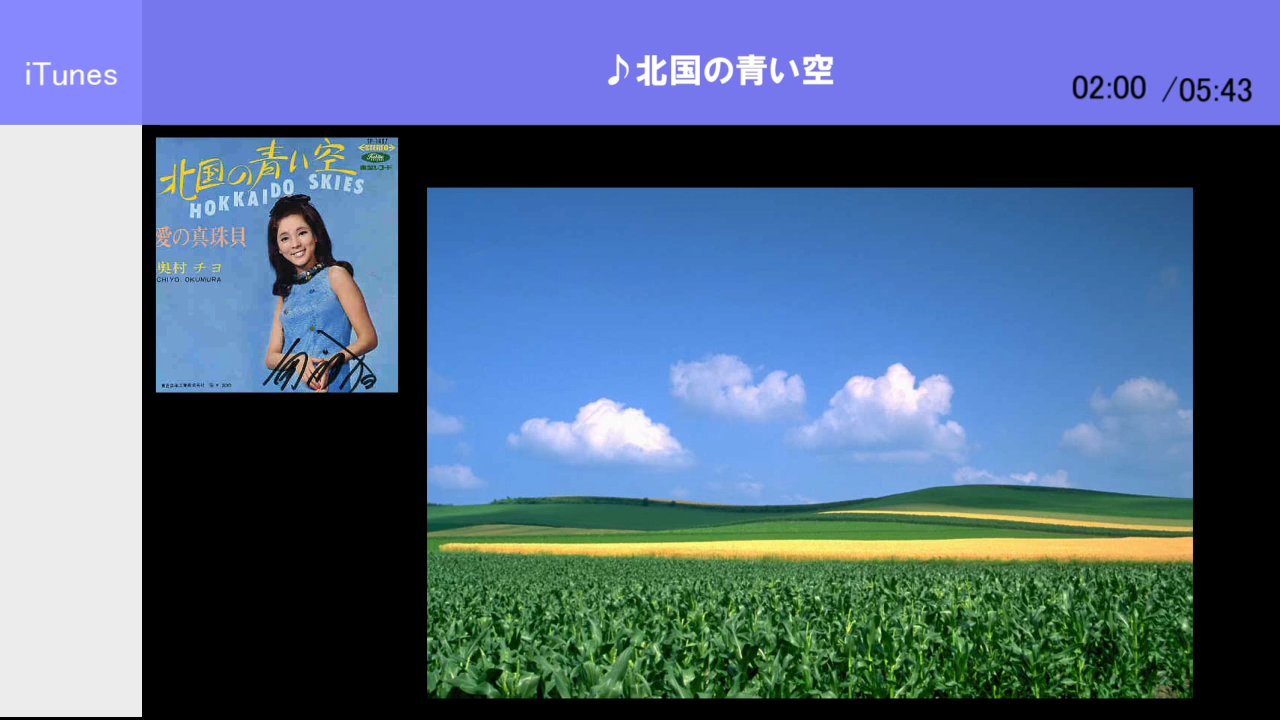 iTunes
♪北国の青い空
02:00 /05:43
北国の青い空
HOKKAIDO SKIES
STEREO
東芝レコード
愛の真珠貝
奥村チヨ
CHIYO OKUMURA